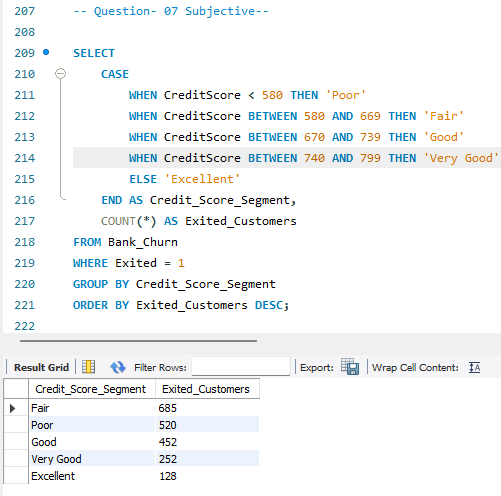 207 -- Question- 07 Subjective--
208
209 SELECT
210 CASE
211 WHEN CreditScore < 580 THEN 'Poor'
212 WHEN CreditScore BETWEEN 580 AND 669 THEN 'Fair'
213 WHEN CreditScore BETWEEN 670 AND 739 THEN 'Good'
214 WHEN CreditScore BETWEEN 740 AND 799 THEN 'Very Good'
215 ELSE 'Excellent'
216 END AS Credit_Score_Segment,
217 COUNT(*) AS Exited_Customers
218 FROM Bank_Churn
219 WHERE Exited = 1
220 GROUP BY Credit_Score_Segment
221 ORDER BY Exited_Customers DESC;
222
Result Grid Filter Rows: Export: Wrap Cell Content:
Credit_Score_Segment Exited_Customers
Fair 685
Poor 520
Good 452
Very Good 252
Excellent 128